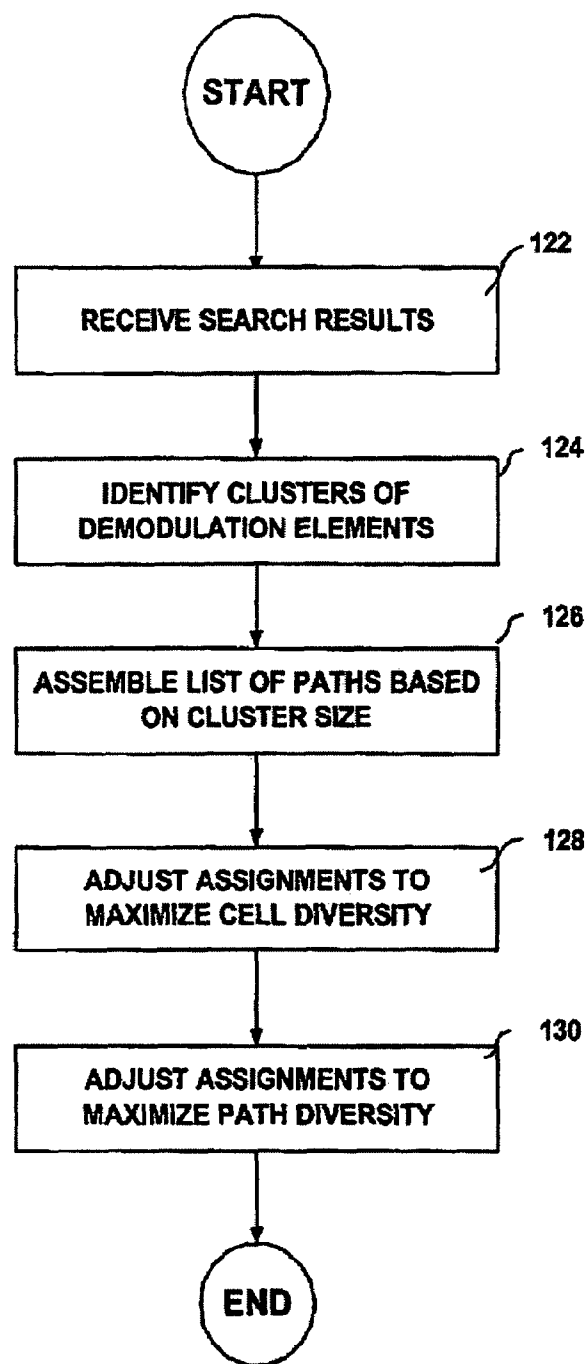 START
122
RECEIVE SEARCH RESULTS
124
IDENTIFY CLUSTERS OF
DEMODULATION ELEMENTS
126
ASSEMBLE LIST OF PATHS BASED
ON CLUSTER SIZE
128
ADJUST ASSIGNMENTS TO
MAXIMIZE CELL DIVERSITY
130
ADJUST ASSIGNMENTS TO
MAXIMIZE PATH DIVERSITY
END